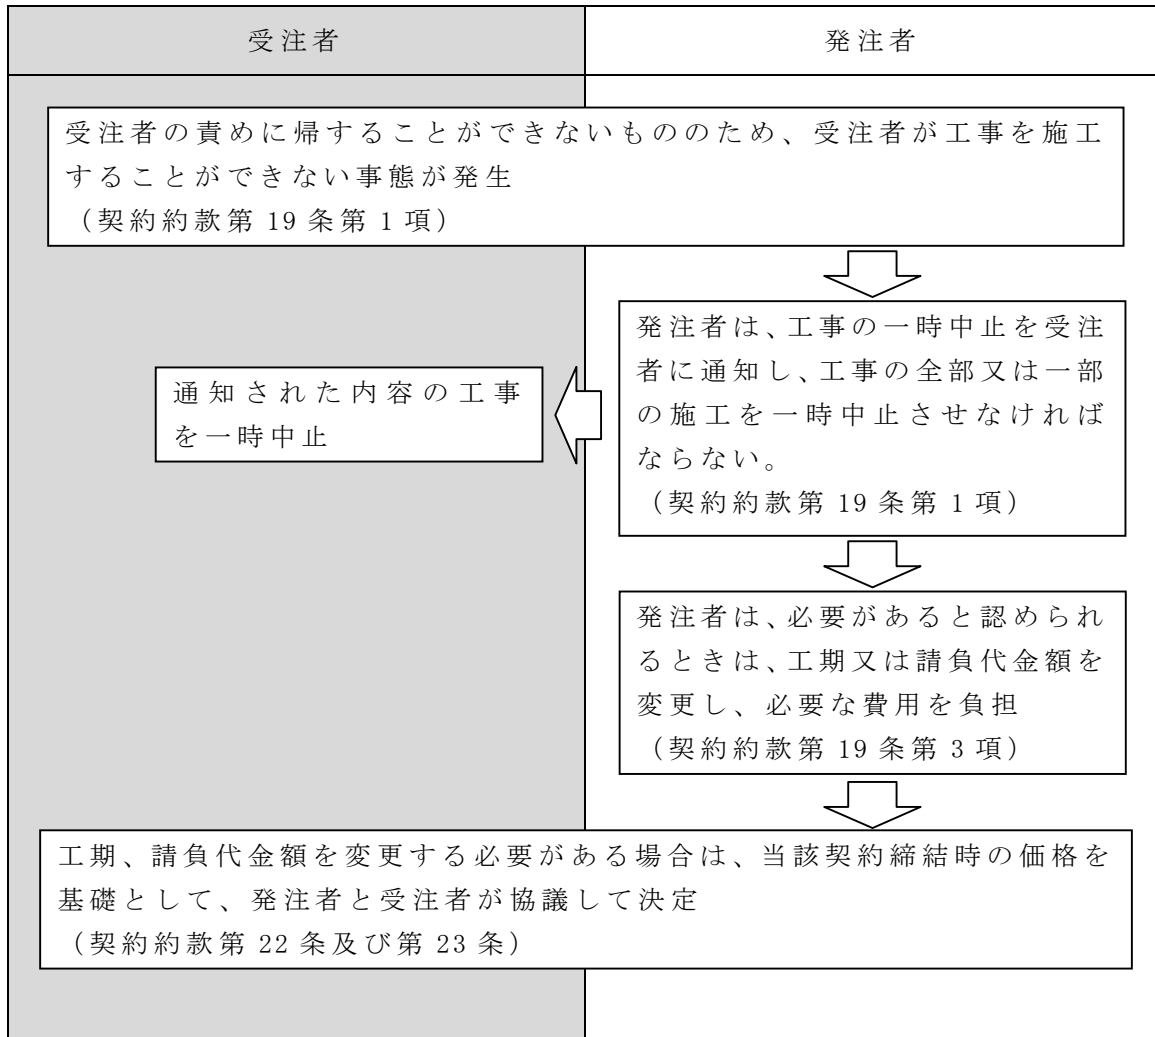 受注者
発注者
受注者の責めに帰することができないもののため、受注者が工事を施工
することができない事態が発生
（契約約款第 19 条第 1 項）
発注者は、工事の一時中止を受注
者に通知し、工事の全部又は一部
の施工を一時中止させなければ
ならない。
（契約約款第 19 条第 1 項）
通知された内容の工事
を一時中止
発注者は、必要があると認められ
るときは、工期又は請負代金額を
変更し、必要な費用を負担
（契約約款第 19 条第 3 項）
工期、請負代金額を変更する必要がある場合は、当該契約締結時の価格を
基礎として、発注者と受注者が協議して決定
（契約約款第 22 条及び第 23 条）